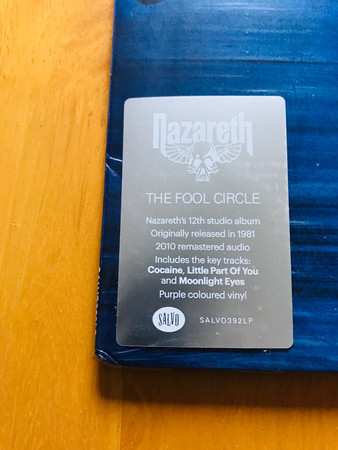 Nazareth
THE FOOL CIRCLE
Nazareth's 12th studio album
Originally released in 1981
2010 remastered audio
Includes the key tracks:
Cocaine, Little Part Of You
and Moonlight Eyes
Purple coloured vinyl
SALVO SALVO392LP